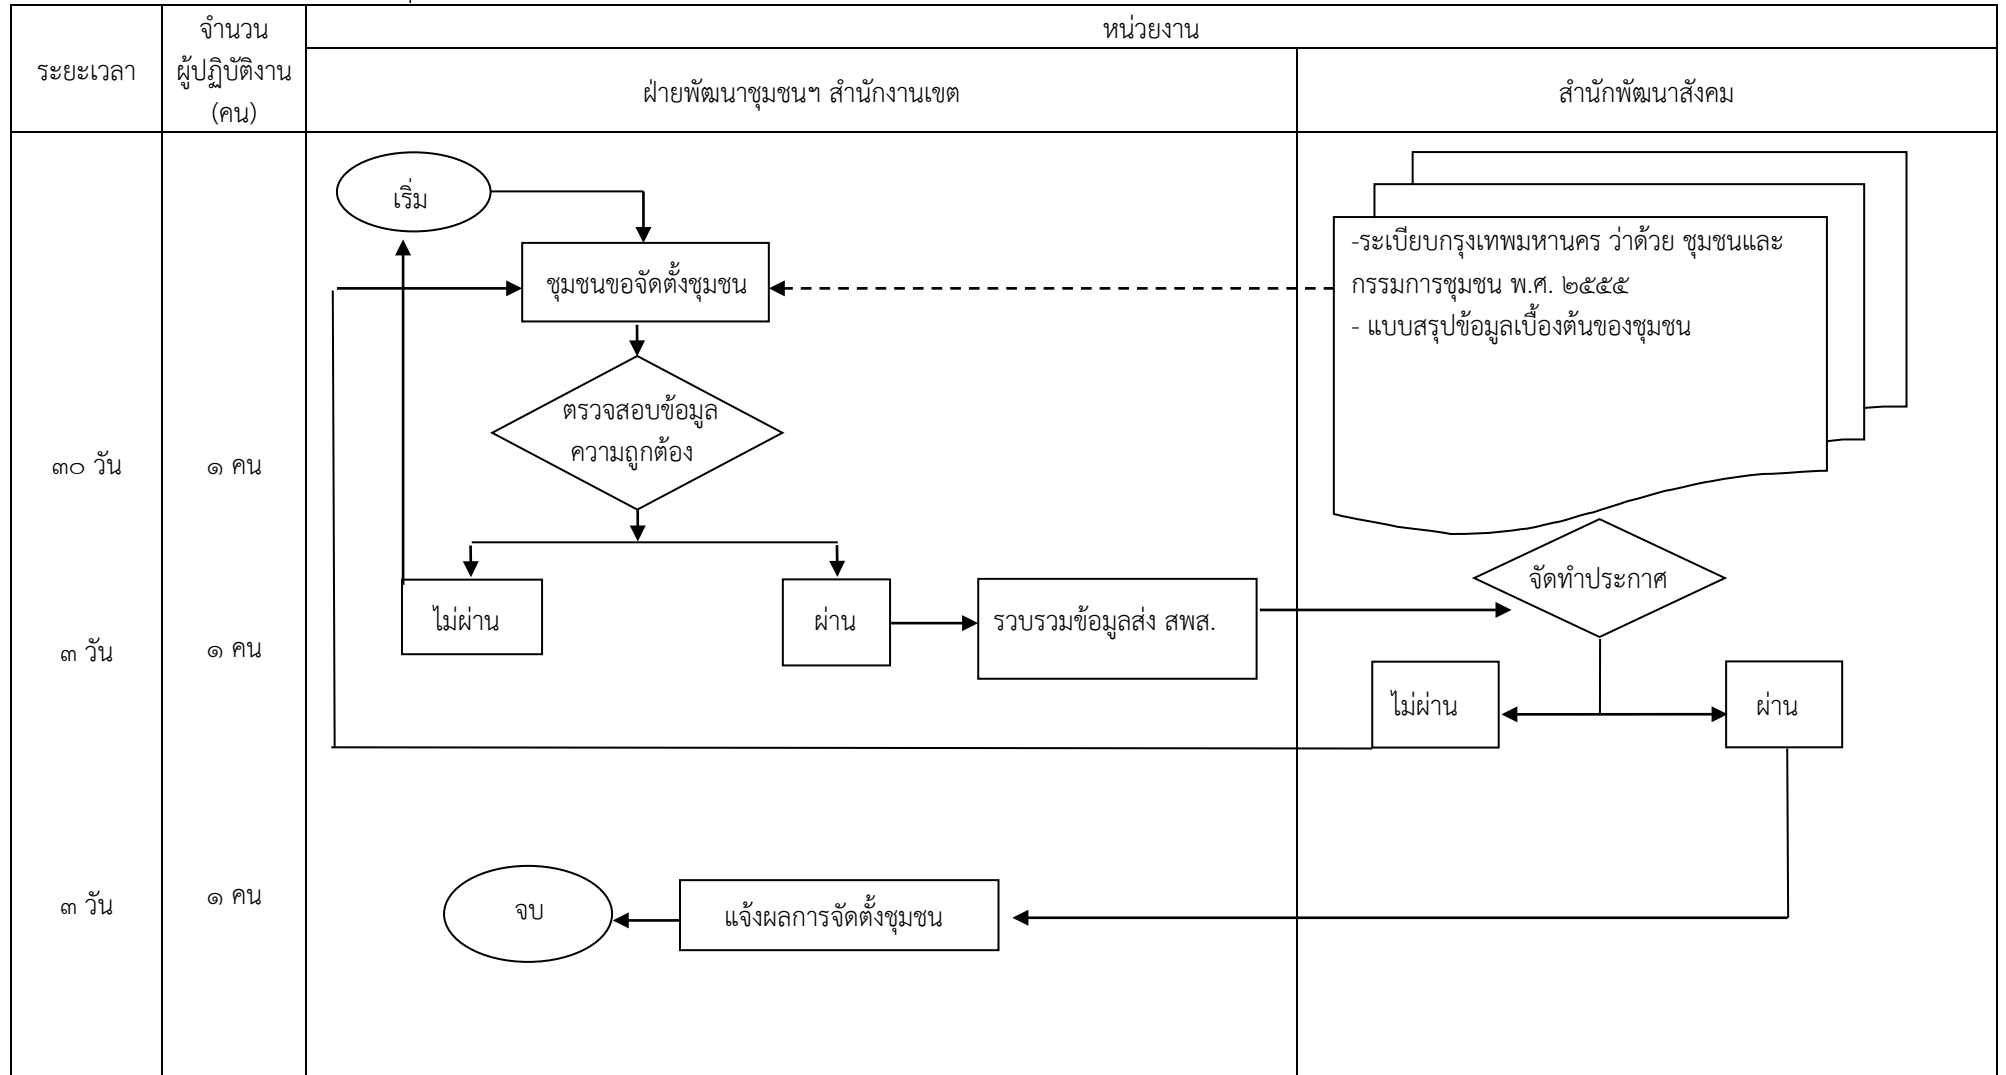 ระยะเวลา
จำนวน
ผู้ปฏิบัติงาน
(คน)
หน่วยงาน
ฝ่ายพัฒนาชุมชนฯ สำนักงานเขต
สำนักพัฒนาสังคม
เริ่ม
ชุมชนขอจัดตั้งชุมชน
-ระเบียบกรุงเทพมหานคร ว่าด้วย ชุมชนและ
กรรมการชุมชน พ.ศ. ๒๕๕๕
- แบบสรุปข้อมูลเบื้องต้นของชุมชน
ตรวจสอบข้อมูล
ความถูกต้อง
๓๐ วัน
๑ คน
จัดทำประกาศ
ไม่ผ่าน
ผ่าน
รวบรวมข้อมูลส่ง สพส.
๓ วัน
๑ คน
ไม่ผ่าน
ผ่าน
๓ วัน
๑ คน
จบ
แจ้งผลการจัดตั้งชุมชน